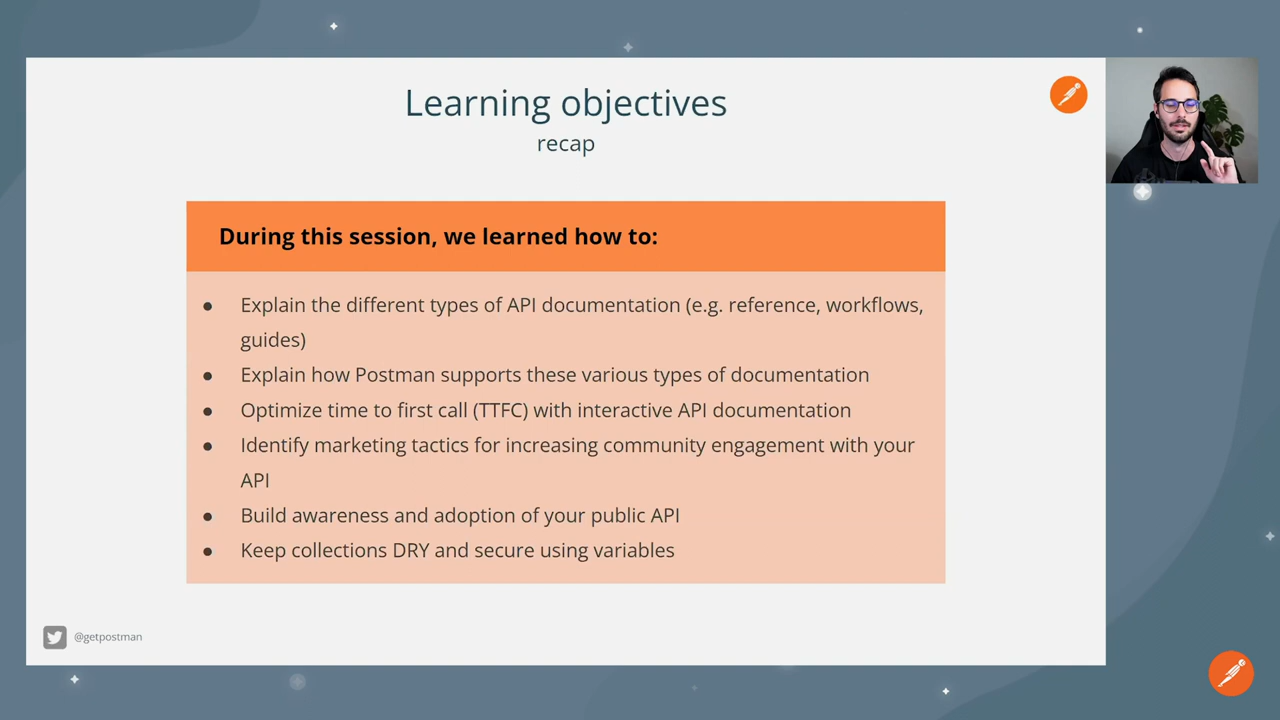 Learning objectives
recap
During this session, we learned how to:
● Explain the different types of API documentation (e.g. reference, workflows,
guides)
● Explain how Postman supports these various types of documentation
● Optimize time to first call (TTFC) with interactive API documentation
● Identify marketing tactics for increasing community engagement with your
API
● Build awareness and adoption of your public API
● Keep collections DRY and secure using variables
@getpostman